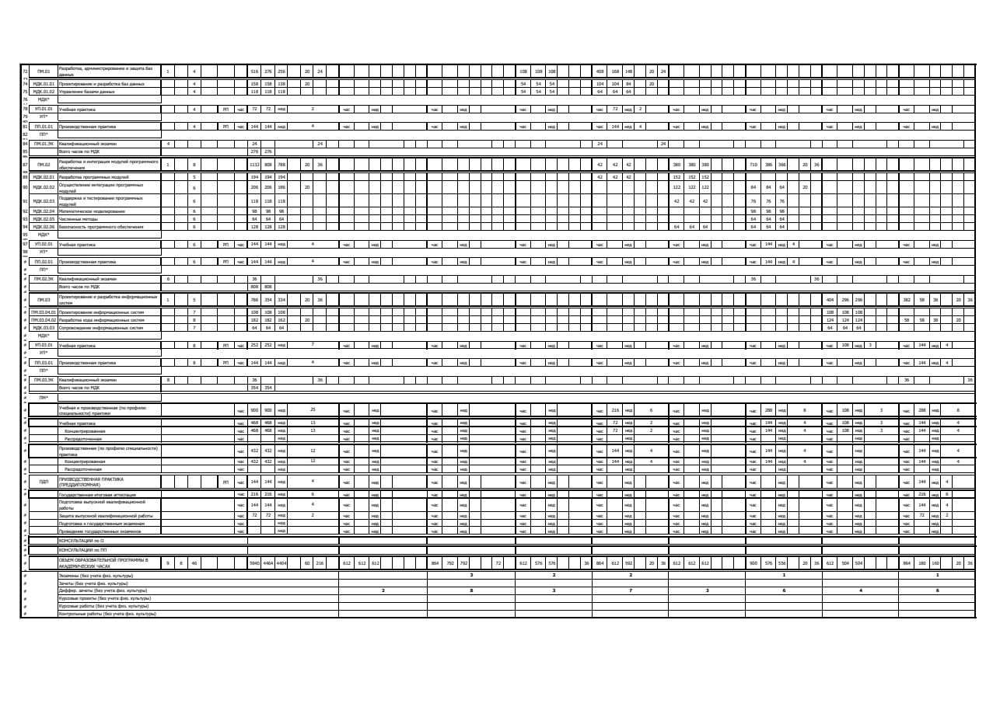 72 ПМ.01 Разработка, администрирование и защита баз 1 4 516 276 256 20 24 108 108 108 408 168 148 20 24
данных
74 МДК.01.01 Проектирование и разработка баз данных 4 158 158 138 20 54 54 54 104 104 84 20
75 МДК.01.02 Управление базами данных 4 118 118 118 54 54 54 64 64 64
76 МДК*
78 УП.01.01 Учебная практика 4 РП час 72 72 нед 2 час нед час нед час нед час 72 нед 2 час нед час нед час нед час нед
79 УП*
81 ПП.01.01 Производственная практика 4 РП час 144 144 нед 4 час нед час нед час нед час 144 нед 4 час нед час нед час нед час нед
82 ПП*
84 ПМ.01.ЭК Квалификационный экзамен 4 24 24 24 24
85 Всего часов по МДК 276 276
87 ПМ.02 Разработка и интеграция модулей программного 1 8 1132 808 788 20 36 42 42 42 380 380 380 710 386 366 20 36
обеспечения
89 МДК.02.01 Разработка программных модулей 5 194 194 194 42 42 42 152 152 152
90 МДК.02.02 Осуществление интеграции программных 6 206 206 186 20 122 122 122 84 84 64 20
модулей
91 МДК.02.03 Поддержка и тестирование программных 6 118 118 118 42 42 42 76 76 76
модулей
92 МДК.02.04 Математическое моделирование 6 98 98 98 98 98 98
93 МДК.02.05 Численные методы 6 64 64 64 64 64 64
94 МДК.02.06 Безопасность программного обеспечения 6 128 128 128 64 64 64 64 64 64
95 МДК*
97 УП.02.01 Учебная практика 6 РП час 144 144 нед 4 час нед час нед час нед час нед час нед час 144 нед 4 час нед час нед
98 УП*
# ПП.02.01 Производственная практика 6 РП час 144 144 нед 4 час нед час нед час нед час нед час нед час 144 нед 4 час нед час нед
# ПП*
# ПМ.02.ЭК Квалификационный экзамен 6 36 36 36 36
# Всего часов по МДК 808 808
# ПМ.03 Проектирование и разработка информационных 1 5 786 354 334 20 36 404 296 296 382 58 38 20 36
систем
# ПМ.03.04.01 Проектирование информационных систем 7 108 108 108 108 108 108
# ПМ.03.04.02 Разработка кода информационных систем 8 182 182 162 20 124 124 124 58 58 38 20
# МДК.03.03 Сопровождение информационных систем 7 64 64 64 64 64 64
# МДК*
# УП.03.01 Учебная практика 8 РП час 252 252 нед 7 час нед час нед час нед час нед час нед час нед час 108 нед 3 час 144 нед 4
# УП*
# ПП.03.01 Производственная практика 8 РП час 144 144 нед 4 час нед час нед час нед час нед час нед час нед час нед час 144 нед 4
# ПП*
# ПМ.03.ЭК Квалификационный экзамен 8 36 36 36 36
# Всего часов по МДК 354 354
# ПМ*
# Учебная и производственная (по профилю час 900 900 нед 25 час нед час нед час нед час 216 нед 6 час нед час 288 нед 8 час 108 нед 3 час 288 нед 8
специальности) практики
# Учебная практика час 468 468 нед 13 час нед час нед час нед час 72 нед 2 час нед час 144 нед 4 час 108 нед 3 час 144 нед 4
# Концентрированная час 468 468 нед 13 час нед час нед час нед час 72 нед 2 час нед час 144 нед 4 час 108 нед 3 час 144 нед 4
# Рассредоточенная час нед час нед час нед час нед час нед час нед час нед час нед час нед
# Производственная (по профилю специальности) час 432 432 нед 12 час нед час нед час нед час 144 нед 4 час нед час 144 нед 4 час нед час 144 нед 4
практика
# Концентрированная час 432 432 нед 12 час нед час нед час нед час 144 нед 4 час нед час 144 нед 4 час нед час 144 нед 4
# Рассредоточенная час нед час нед час нед час нед час нед час нед час нед час нед час нед
# ПДП ПРИЗВОДСТВЕННАЯ ПРАКТИКА РП час 144 144 нед 4 час нед час нед час нед час нед час нед час нед час нед час 144 нед 4
(ПРЕДДИПЛОМНАЯ)
# Государственная итоговая аттестация час 216 216 нед 6 час нед час нед час нед час нед час нед час нед час нед час 216 нед 6
# Подготовка выпускной квалификационной час 144 144 нед 4 час нед час нед час нед час нед час нед час нед час нед час 144 нед 4
работы
# Защита выпускной квалификационной работы час 72 72 нед 2 час нед час нед час нед час нед час нед час нед час нед час 72 нед 2
# Подготовка к государственным экзаменам час нед час нед час нед час нед час нед час нед час нед час нед час нед
# Проведение государственных экзаменов час нед час нед час нед час нед час нед час нед час нед час нед час нед
# КОНСУЛЬТАЦИИ по О
# КОНСУЛЬТАЦИИ по ПП
# ОБЪЕМ ОБРАЗОВАТЕЛЬНОЙ ПРОГРАММЫ В 9 8 46 5940 4464 4404 60 216 612 612 612 864 792 792 72 612 576 576 36 864 612 592 20 36 612 612 612 900 576 556 20 36 612 504 504 864 180 160 20 36
АКАДЕМИЧЕСКИХ ЧАСАХ
# Экзамены (без учета физ. культуры) 3 2 2 1 1
# Зачеты (без учета физ. культуры)
# Диффер. зачеты (без учета физ. культуры) 2 8 3 7 3 6 4 6
# Курсовые проекты (без учета физ. культуры)
# Курсовые работы (без учета физ. культуры)
# Контрольные работы (без учета физ. культуры)